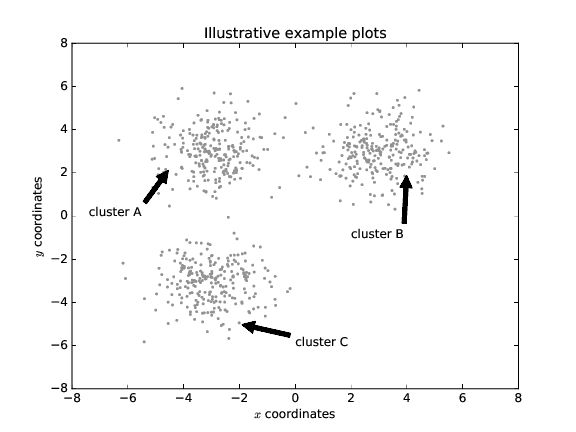 Illustrative example plots
8
6
4
2
0
−2
−4
−6
−8
y coordinates
cluster A
cluster B
cluster C
−8 −6 −4 −2 0 2 4 6 8
x coordinates